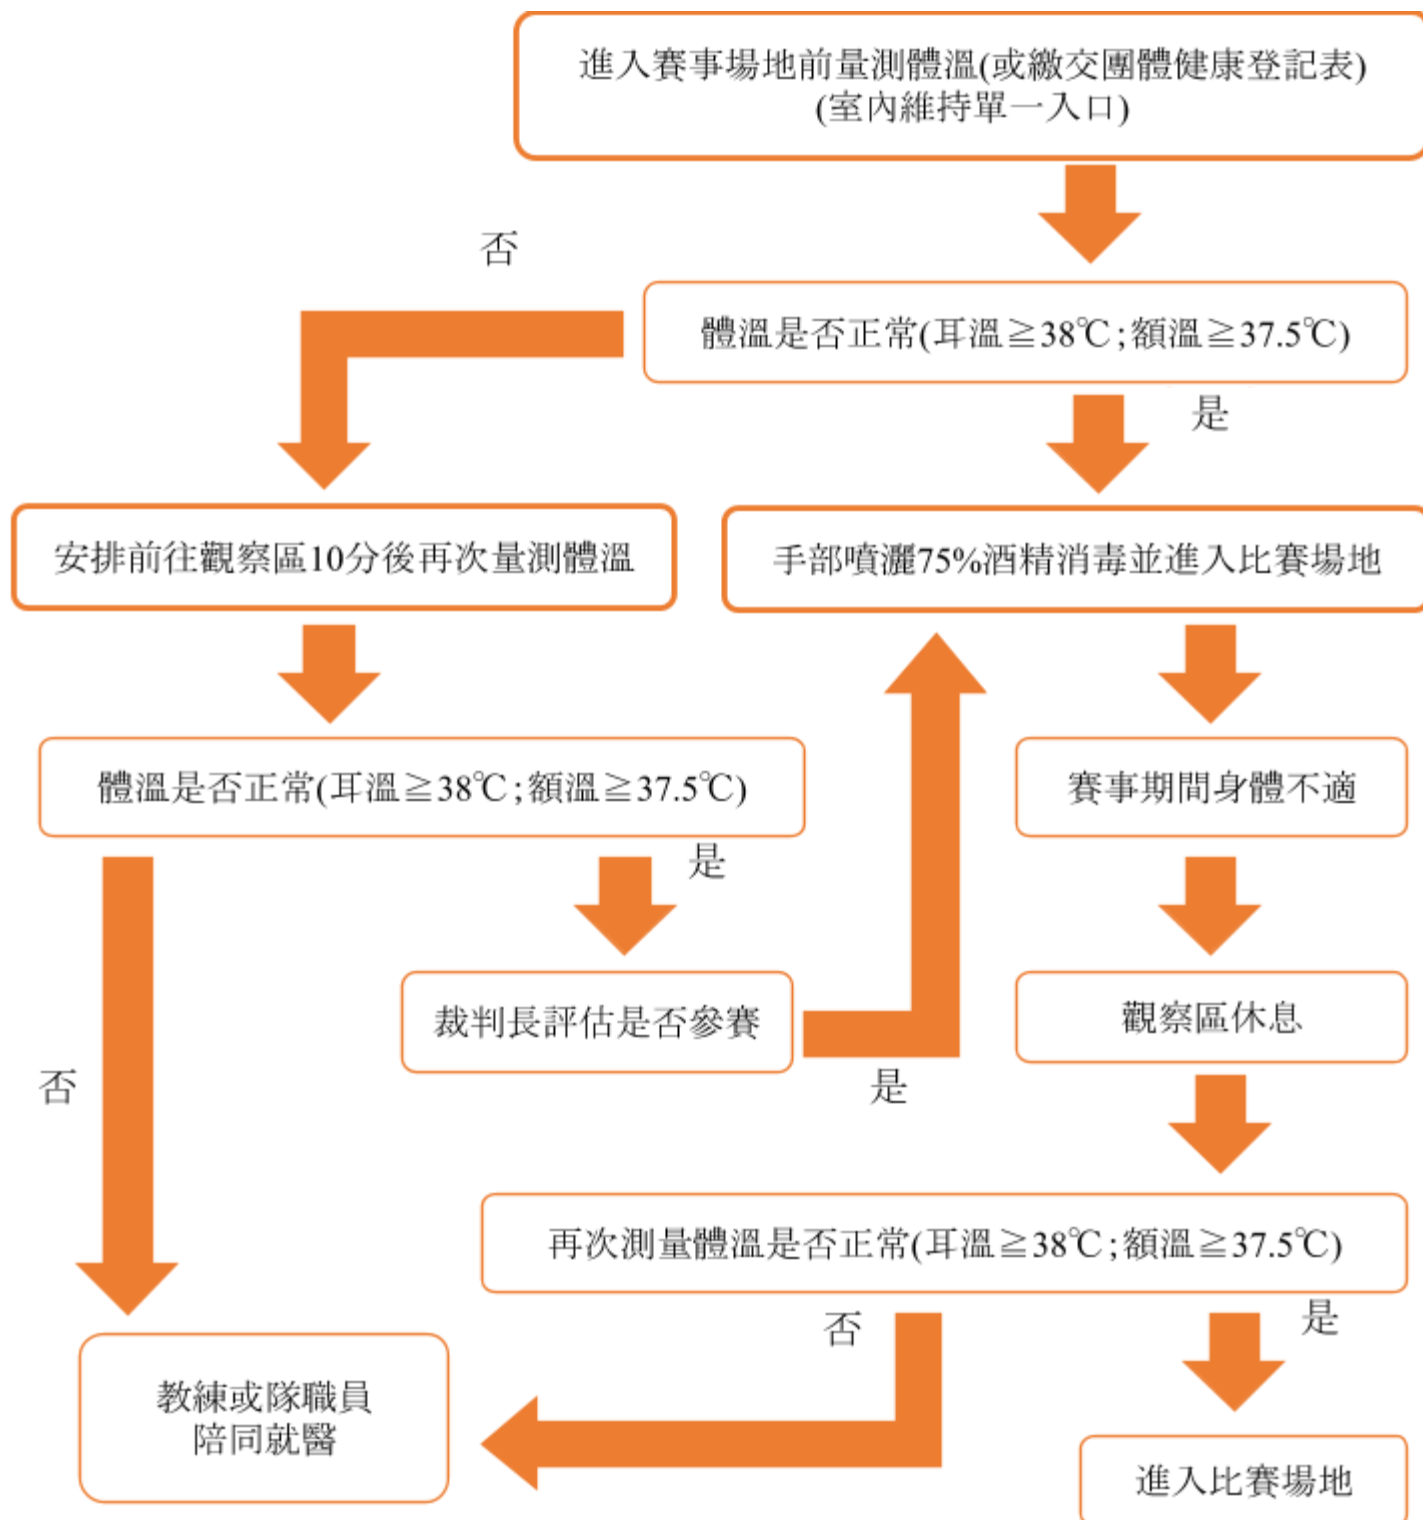 進入賽事場地前量測體溫(或繳交團體健康登記表)
(室內維持單一入口)
否
體溫是否正常(耳溫≧38℃;額溫≧37.5℃)
是
安排前往觀察區10分後再次量測體溫
手部噴灑75%酒精消毒並進入比賽場地
體溫是否正常(耳溫≧38℃;額溫≧37.5℃)
賽事期間身體不適
是
裁判長評估是否參賽
觀察區休息
否
是
再次測量體溫是否正常(耳溫≧38℃;額溫≧37.5℃)
否
是
教練或隊職員
陪同就醫
進入比賽場地